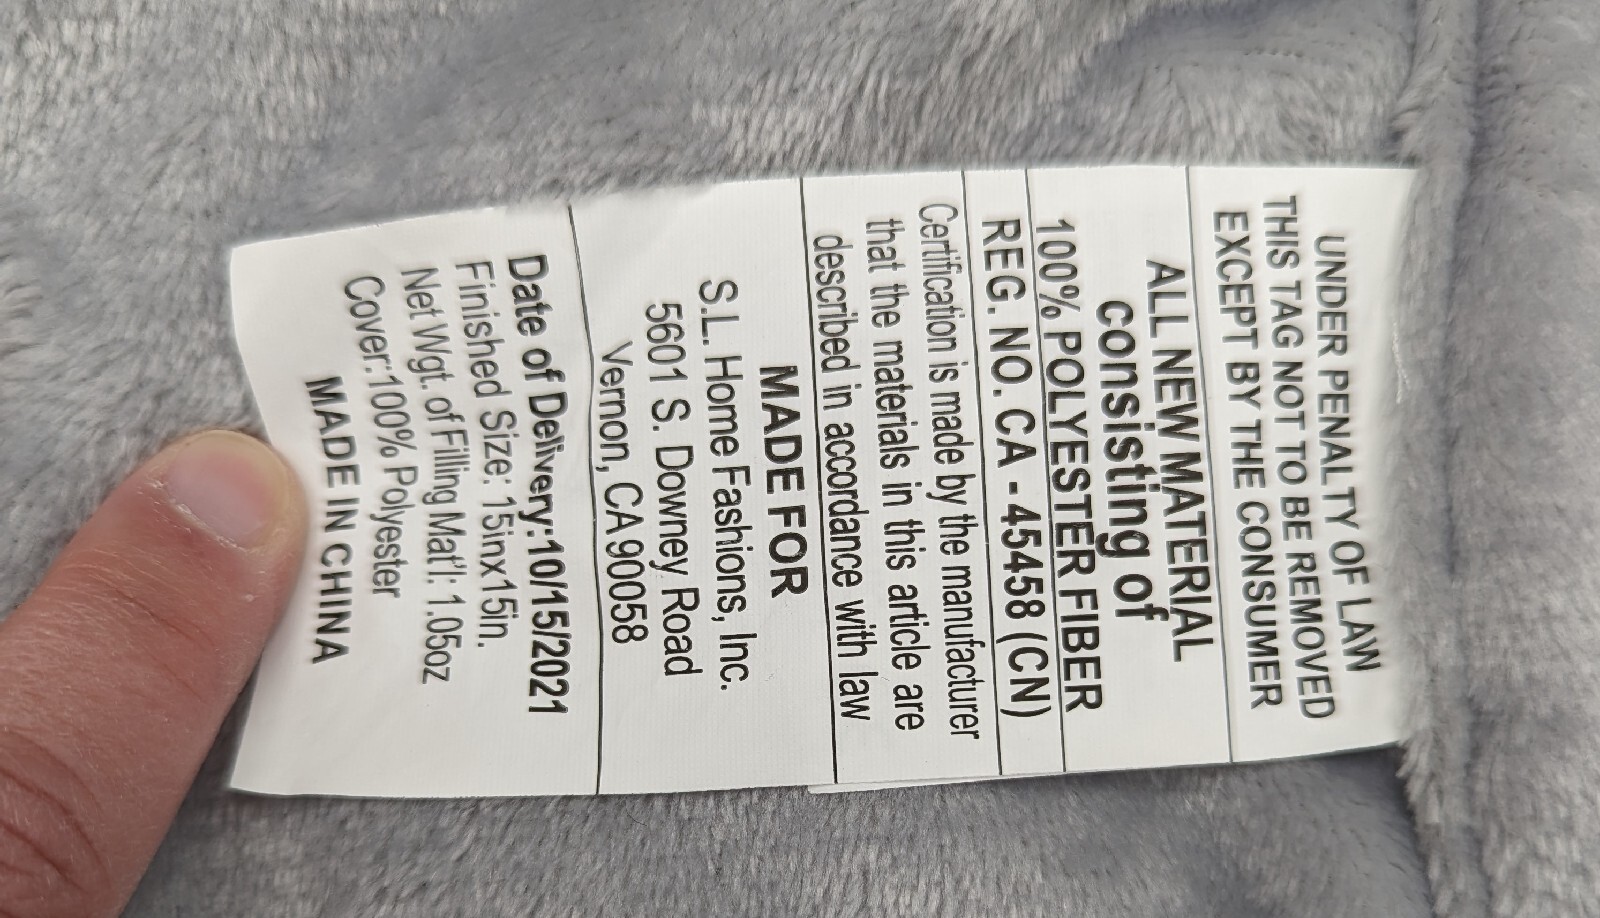 UNDER PENALTY OF LAW
THIS TAG NOT TO BE REMOVED
EXCEPT BY THE CONSUMER
ALL NEW MATERIAL
consisting of
100% POLYESTER FIBER
REG. NO. CA - 45458 (CN)
Certification is made by the manufacturer
that the materials in this article are
described in accordance with law
MADE FOR
S.L. Home Fashions, Inc.
5601 S. Downey Road
Vernon, CA 90058
Date of Delivery:10/15/2021
Finished Size: 15inx15in.
Net Wgt. of Filling Mat'l: 1.05oz
Cover:100% Polyester
MADE IN CHINA